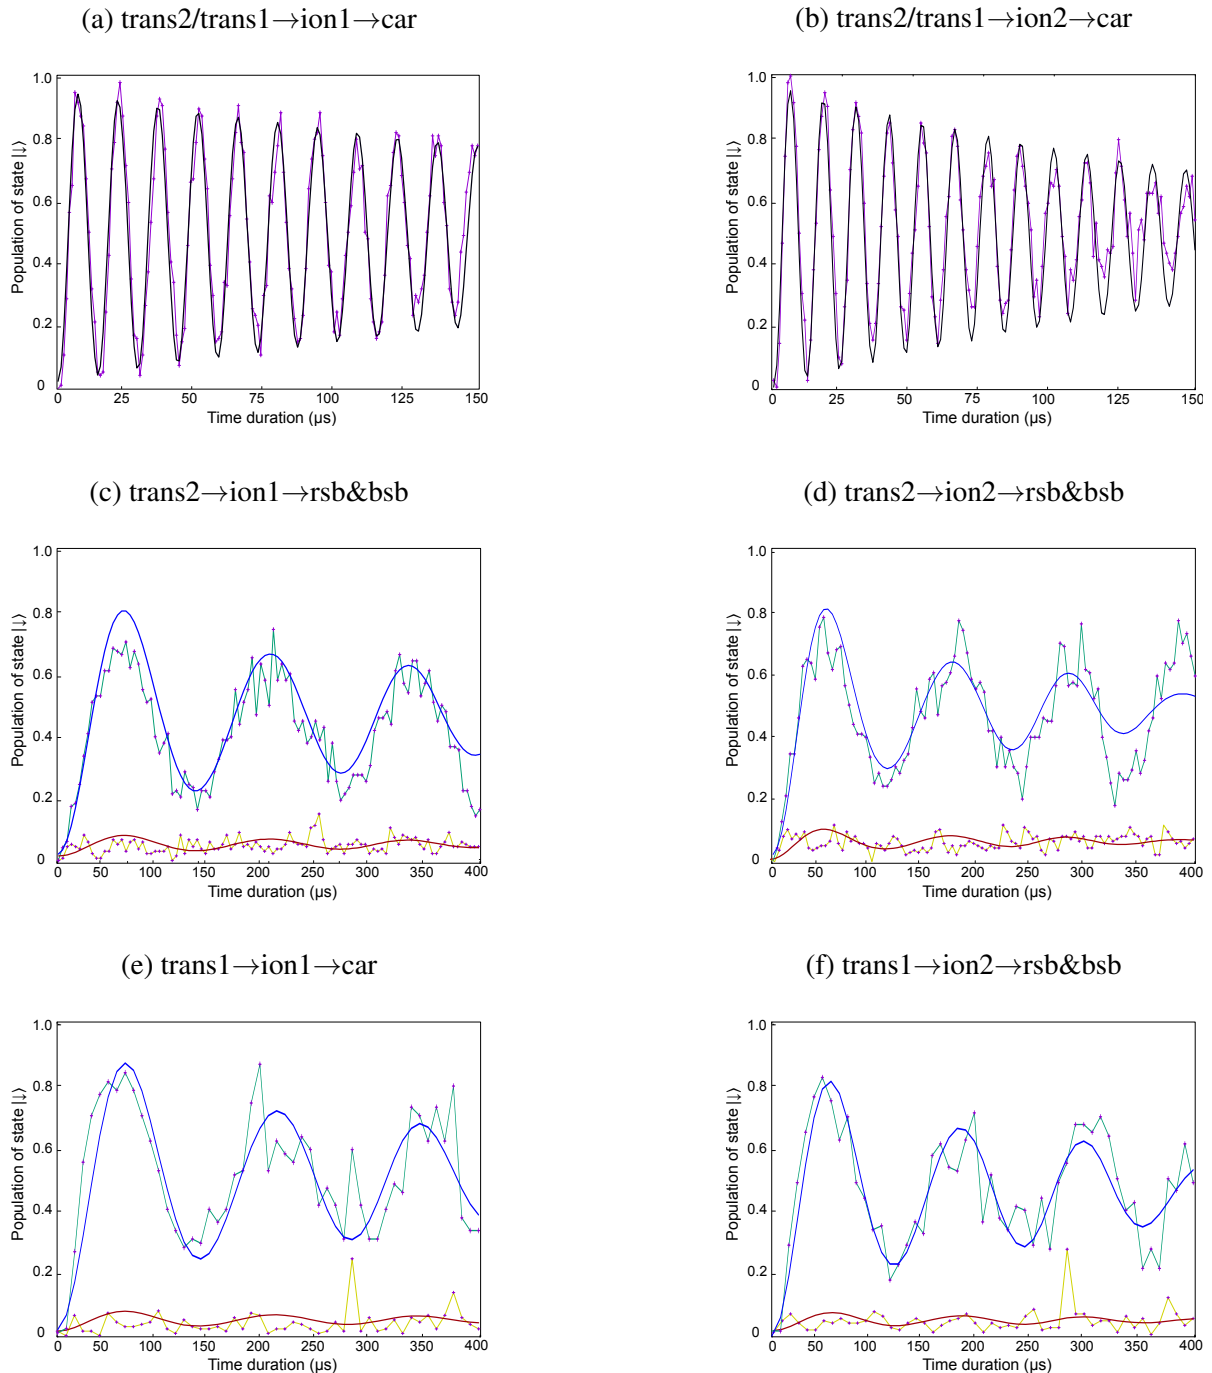 (a) trans2/trans1→ion1→car
1.0
0.8
0.6
0.4
0.2
0
Population of state |↓⟩
0 25 50 75 100 125 150
Time duration (μs)
(b) trans2/trans1→ion2→car
1.0
0.8
0.6
0.4
0.2
0
Population of state |↓⟩
0 25 50 75 100 125 150
Time duration (μs)
(c) trans2→ion1→rsb&bsb
1.0
0.8
0.6
0.4
0.2
0
Population of state |↓⟩
0 50 100 150 200 250 300 350 400
Time duration (μs)
(d) trans2→ion2→rsb&bsb
1.0
0.8
0.6
0.4
0.2
0
Population of state |↓⟩
0 50 100 150 200 250 300 350 400
Time duration (μs)
(e) trans1→ion1→car
1.0
0.8
0.6
0.4
0.2
0
Population of state |↓⟩
0 50 100 150 200 250 300 350 400
Time duration (μs)
(f) trans1→ion2→rsb&bsb
1.0
0.8
0.6
0.4
0.2
0
Population of state |↓⟩
0 50 100 150 200 250 300 350 400
Time duration (μs)